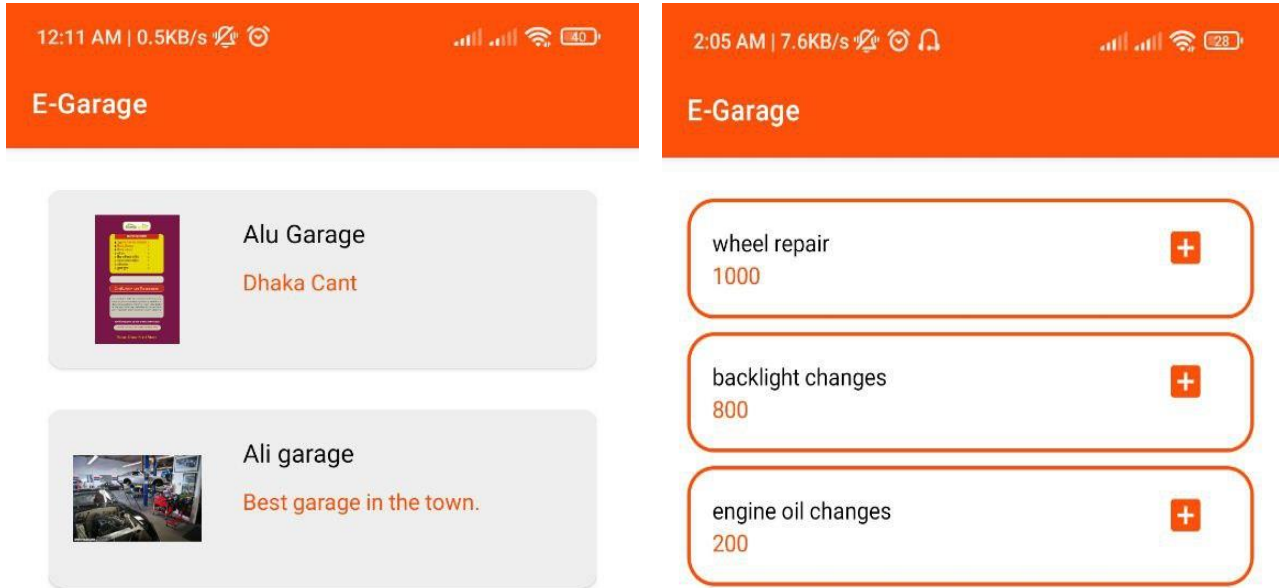 12:11 AM | 0.5KB/s
40
E-Garage
Alu Garage
Dhaka Cant
Ali garage
Best garage in the town.
2:05 AM | 7.6KB/s
28
E-Garage
wheel repair
1000
backlight changes
800
engine oil changes
200